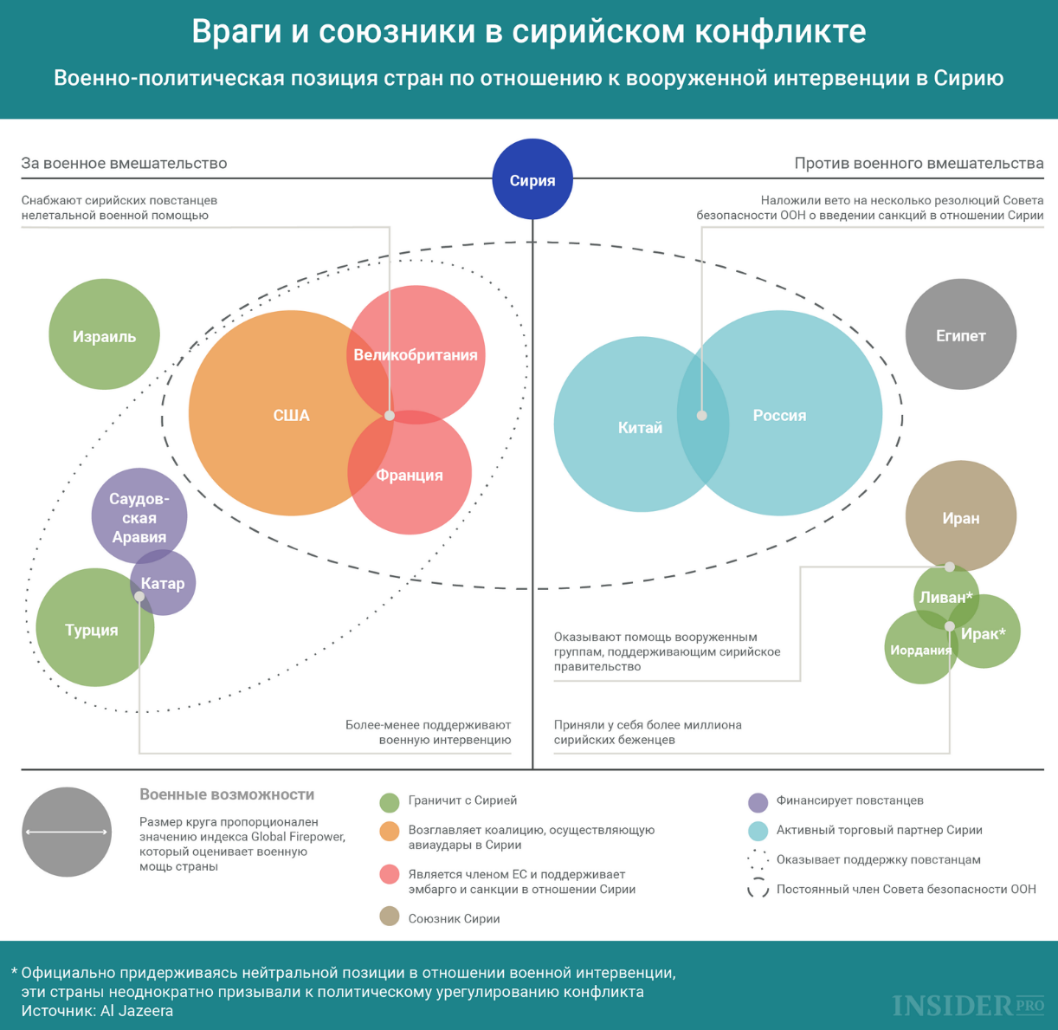 Враги и союзники в сирийском конфликте
Военно-политическая позиция стран по отношению к вооруженной интервенции в Сирию
За военное вмешательство
Сирия
Против военного вмешательства
Снабжают сирийских повстанцев
нелетальной военной помощью
Наложили вето на несколько резолюций Совета
безопасности ООН о введении санкций в отношении Сирии
Израиль
Великобритания
США
Франция
Саудов-
ская
Аравия
Катар
Турция
Китай
Россия
Египет
Иран
Ливан*
Ирак*
Иордания
Оказывают помощь вооруженным
группам, поддерживающим сирийское
правительство
Более-менее поддерживают
военную интервенцию
Приняли у себя более миллиона
сирийских беженцев
Военные возможности
Размер круга пропорционален
значению индекса Global Firepower,
который оценивает военную
мощь страны
Граничит с Сирией
Возглавляет коалицию, осуществляющую
авиаудары в Сирии
Является членом ЕС и поддерживает
эмбарго и санкции в отношении Сирии
Союзник Сирии
Финансирует повстанцев
Активный торговый партнер Сирии
Оказывает поддержку повстанцам
Постоянный член Совета безопасности ООН
* Официально придерживаясь нейтральной позиции в отношении военной интервенции,
эти страны неоднократно призывали к политическому урегулированию конфликта
Источник: Al Jazeera
INSIDER PRO